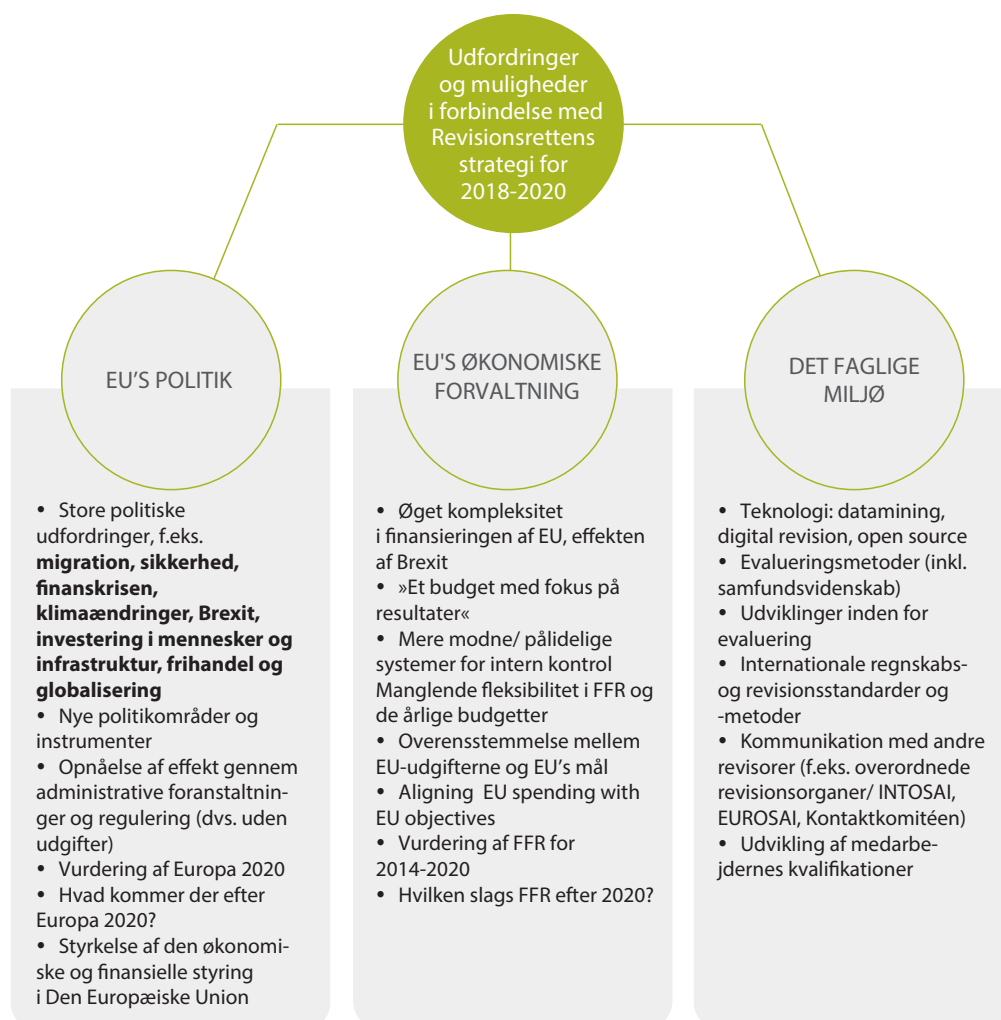 Udfordringer
og muligheder
i forbindelse med
Revisionsrettens
strategi for
2018-2020
EU’S POLITIK
• Store politiske
udfordringer, f.eks.
migration, sikkerhed,
finanskrisen,
klimaændringer, Brexit,
investering i mennesker og
infrastruktur, frihandel og
globalisering
• Nye politikområder og
instrumenter
• Opnåelse af effekt gennem
administrative foranstaltnin-
ger og regulering (dvs. uden
udgifter)
• Vurdering af Europa 2020
• Hvad kommer der efter
Europa 2020?
• Styrkelse af den økonomi-
ske og finansielle styring
i Den Europæiske Union
EU'S ØKONOMISKE
FORVALTNING
• Øget kompleksitet
i finansieringen af EU, effekten
af Brexit
• »Et budget med fokus på
resultater«
• Mere modne/ pålidelige
systemer for intern kontrol
Manglende fleksibilitet i FFR og
de årlige budgetter
• Overensstemmelse mellem
EU-udgifterne og EU’s mål
• Aligning EU spending with
EU objectives
• Vurdering af FFR for
2014-2020
• Hvilken slags FFR efter 2020?
DET FAGLIGE
MILJØ
• Teknologi: datamining,
digital revision, open source
• Evalueringsmetoder (inkl.
samfundsvidenskab)
• Udviklinger inden for
evaluering
• Internationale regnskabs-
og revisionsstandarder og
-metoder
• Kommunikation med andre
revisorer (f.eks. overordnede
revisionsorganer/ INTOSAI,
EUROSAI, Kontaktkomitéen)
• Udvikling af medarbe-
jdernes kvalifikationer